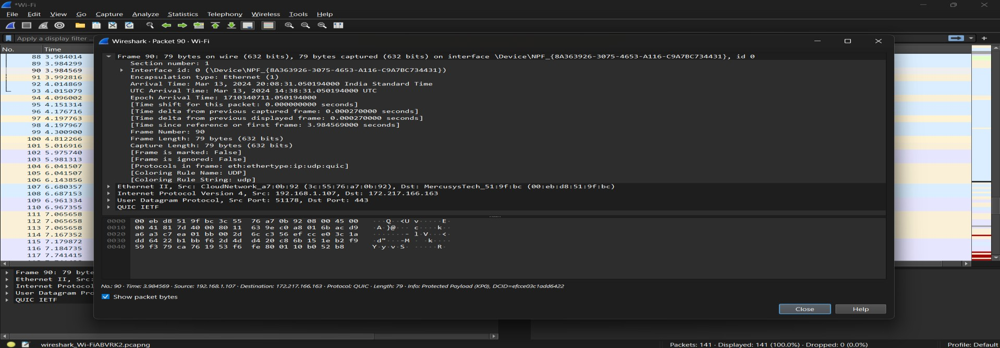 *Wi-Fi
File Edit View Go Capture Analyze Statistics Telephony Wireless Tools Help
Apply a display filter ..
Wireshark · Packet 90 · Wi-Fi
No. Time
88 3.984014
89 3.984299
90 3.984569
91 3.992816
92 4.014869
93 4.015079
94 4.096002
95 4.151314
96 4.176716
97 4.197763
98 4.197967
99 4.300900
100 4.812266
101 5.016916
102 5.975740
103 5.981313
104 6.041507
105 6.041507
106 6.143856
107 6.680357
108 6.687153
109 6.961334
110 6.967355
111 7.065658
112 7.065658
113 7.065658
114 7.167352
115 7.179872
116 7.184735
117 7.741415
Frame 90: 79 bytes on wire (632 bits), 79 bytes captured (632 bits) on interface \Device\NPF_{8A363926-3075-4653-A116-C9A7BC734431}, id 0
Section number: 1
Interface id: 0 (\Device\NPF_{8A363926-3075-4653-A116-C9A7BC734431})
Encapsulation type: Ethernet (1)
Arrival Time: Mar 13, 2024 20:08:31.050194000 India Standard Time
UTC Arrival Time: Mar 13, 2024 14:38:31.050194000 UTC
Epoch Arrival Time: 1710340711.050194000
[Time shift for this packet: 0.000000000 seconds]
[Time delta from previous captured frame: 0.000270000 seconds]
[Time delta from previous displayed frame: 0.000270000 seconds]
[Time since reference or first frame: 3.984569000 seconds]
Frame Number: 90
Frame Length: 79 bytes (632 bits)
Capture Length: 79 bytes (632 bits)
[Frame is marked: False]
[Frame is ignored: False]
[Protocols in frame: eth:ethertype:ip:udp:quic]
[Coloring Rule Name: UDP]
[Coloring Rule String: udp]
Ethernet II, Src: CloudNetwork_a7:0b:92 (3c:55:76:a7:0b:92), Dst: MercusysTech_51:9f:bc (00:eb:d8:51:9f:bc)
Internet Protocol Version 4, Src: 192.168.1.107, Dst: 172.217.166.163
User Datagram Protocol, Src Port: 51178, Dst Port: 443
QUIC IETF
0000 00 eb d8 51 9f bc 3c 55 76 a7 0b 92 08 00 45 00 ···Q··<U v·····E·
0010 00 41 81 7d 40 00 80 11 63 9e c0 a8 01 6b ac d9 ·A·}@··· c····k··
0020 a6 a3 c7 ea 01 bb 00 2d 6c c3 56 ef cc e0 3c 1a ·······- l·V···<·
0030 dd 64 22 b1 bb f6 2d 4d d4 20 c8 6b 15 1e b2 f9 ·d"···-M · ·k····
0040 59 f3 79 ca 76 19 53 f6 fe 80 01 10 b0 52 b8 Y·y·v·S· ·····R·
No.: 90 · Time: 3.984569 · Source: 192.168.1.107 · Destination: 172.217.166.163 · Protocol: QUIC · Length: 79 · Info: Protected Payload (KP0), DCID=efcce03c1add6422
Show packet bytes
Close Help
Frame 90: 79 byte
Ethernet II, Src:
Internet Protocol
User Datagram Pro
QUIC IETF
wireshark_Wi-FiABVRK2.pcapng
Packets: 141 · Displayed: 141 (100.0%) · Dropped: 0 (0.0%)
Profile: Default